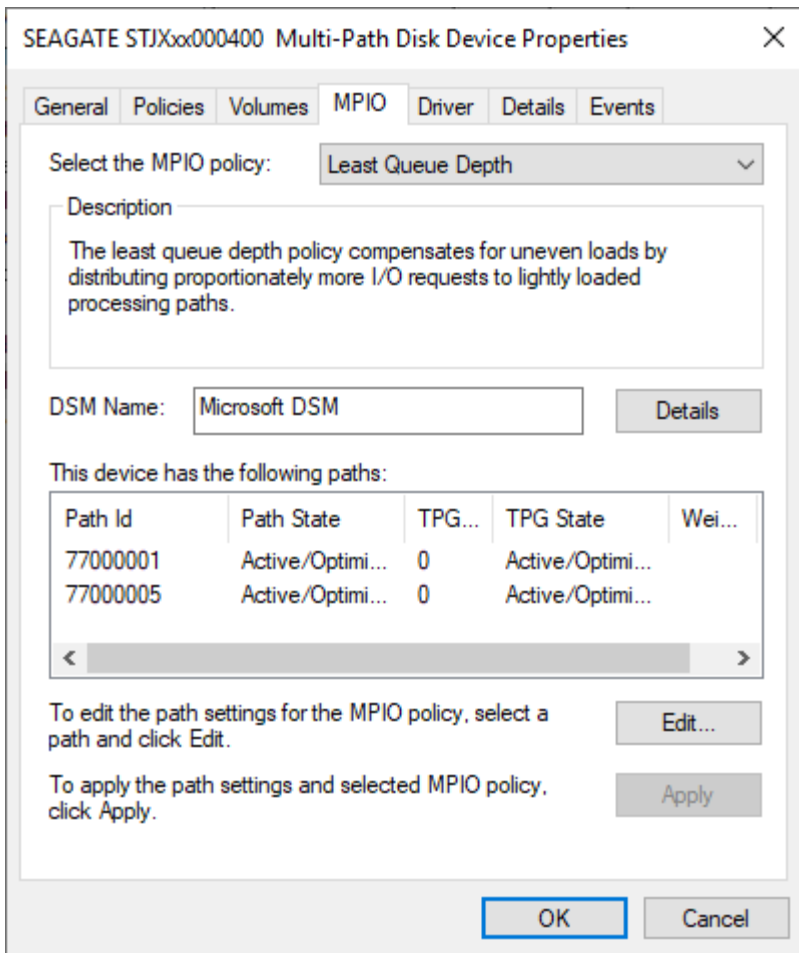 SEAGATE STJXxx000400 Multi-Path Disk Device Properties
General Policies Volumes MPIO Driver Details Events
Select the MPIO policy: Least Queue Depth
Description
The least queue depth policy compensates for uneven loads by
distributing proportionately more I/O requests to lightly loaded
processing paths.
DSM Name: Microsoft DSM Details
This device has the following paths:
Path Id Path State TPG... TPG State Wei...
77000001 Active/Optimi... 0 Active/Optimi...
77000005 Active/Optimi... 0 Active/Optimi...
To edit the path settings for the MPIO policy, select a
path and click Edit.
Edit...
To apply the path settings and selected MPIO policy,
click Apply.
Apply
OK Cancel